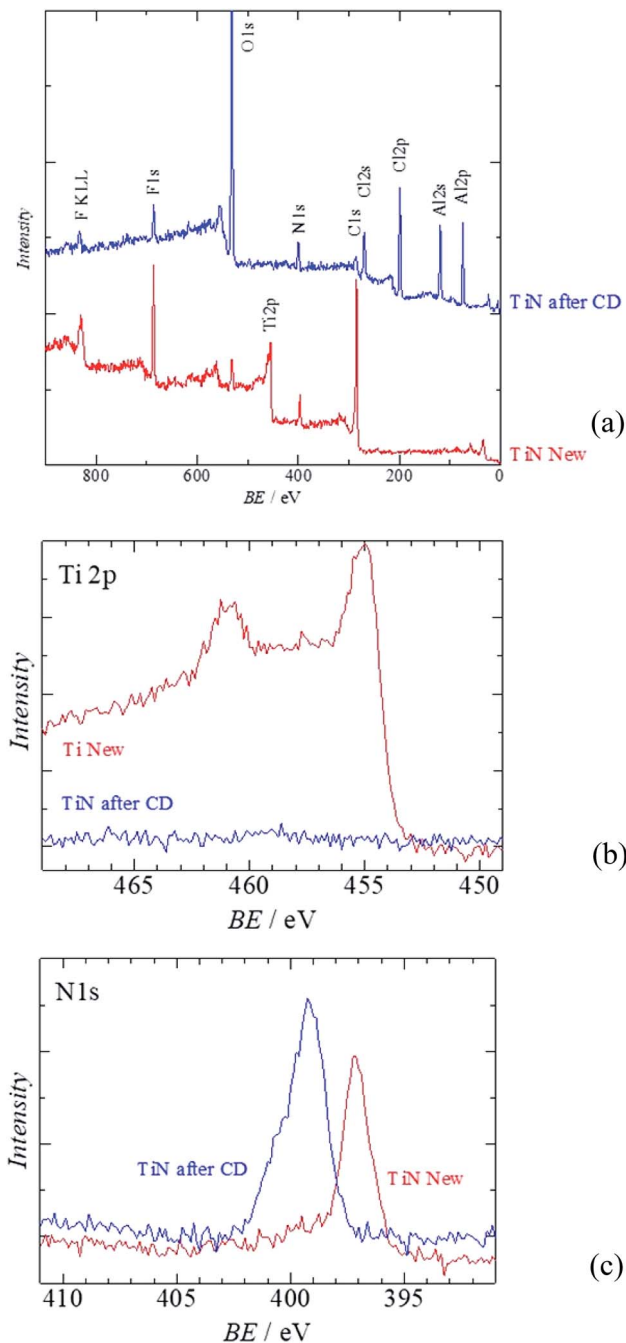 O1s
F KLL
F1s
N1s
C1s
Cl2s
Cl2p
Al2s
Al2p
Intensity
TiN after CD
Ti2p
TiN New
(a)
800
600
400
200
0
BE / eV
Ti 2p
Intensity
Ti New
TiN after CD
(b)
465
460
455
450
BE / eV
N1s
Intensity
TiN after CD
TiN New
(c)
410
405
400
395
BE / eV